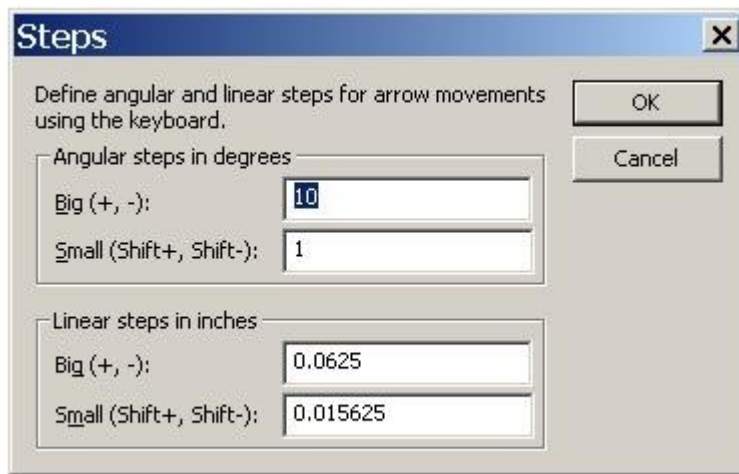 Steps
Define angular and linear steps for arrow movements
using the keyboard.
OK
Cancel
Angular steps in degrees
Big (+, -):
10
Small (Shift+, Shift-):
1
Linear steps in inches
Big (+, -):
0.0625
Small (Shift+, Shift-):
0.015625